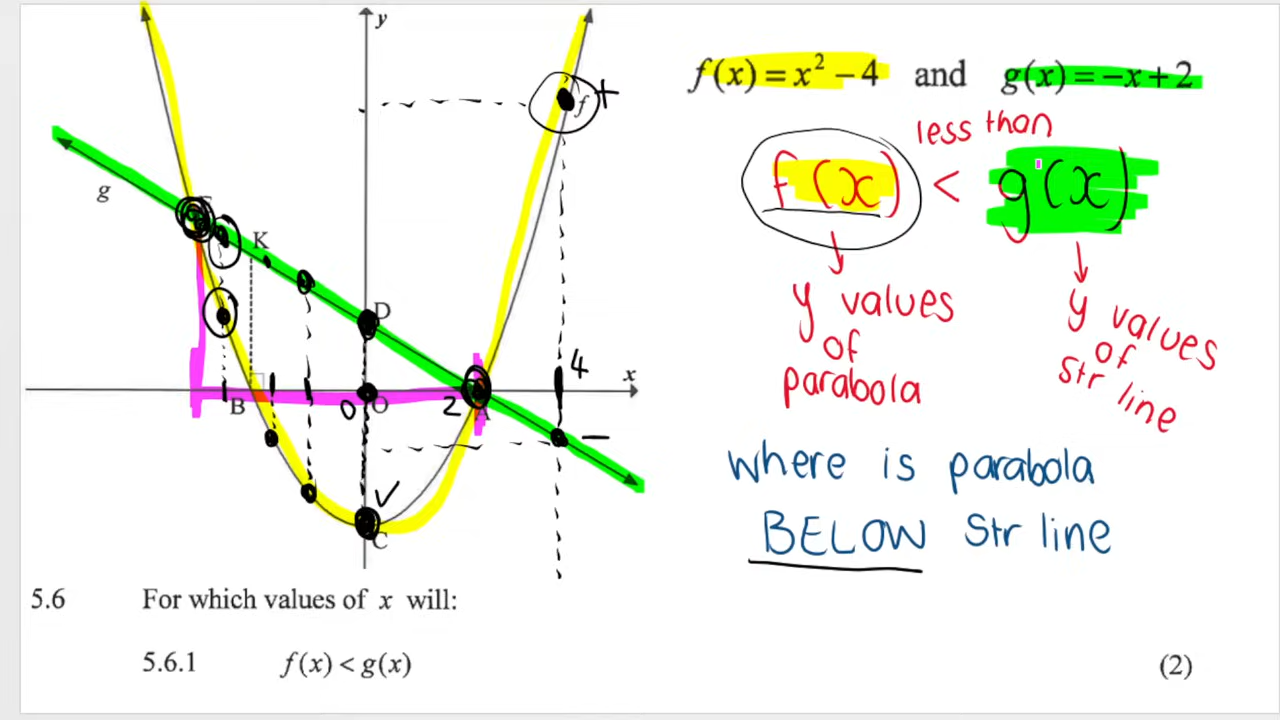 y
f(x) = x² − 4 and g(x) = −x + 2
less than
f(x) < g(x)
f +
g
K
D
y values
of
parabola
y values
of
str line
4
x
B
0
O
2
A
−
where is parabola
BELOW str line
C
5.6 For which values of x will:
5.6.1 f(x) < g(x) (2)